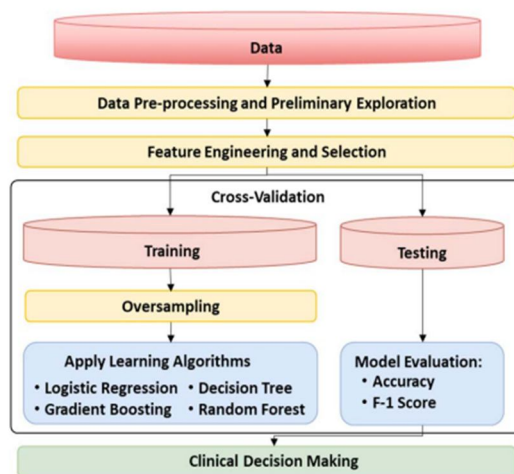 Data
Data Pre-processing and Preliminary Exploration
Feature Engineering and Selection
Cross-Validation
Training
Testing
Oversampling
Apply Learning Algorithms
• Logistic Regression • Decision Tree
• Gradient Boosting • Random Forest
Model Evaluation:
• Accuracy
• F-1 Score
Clinical Decision Making